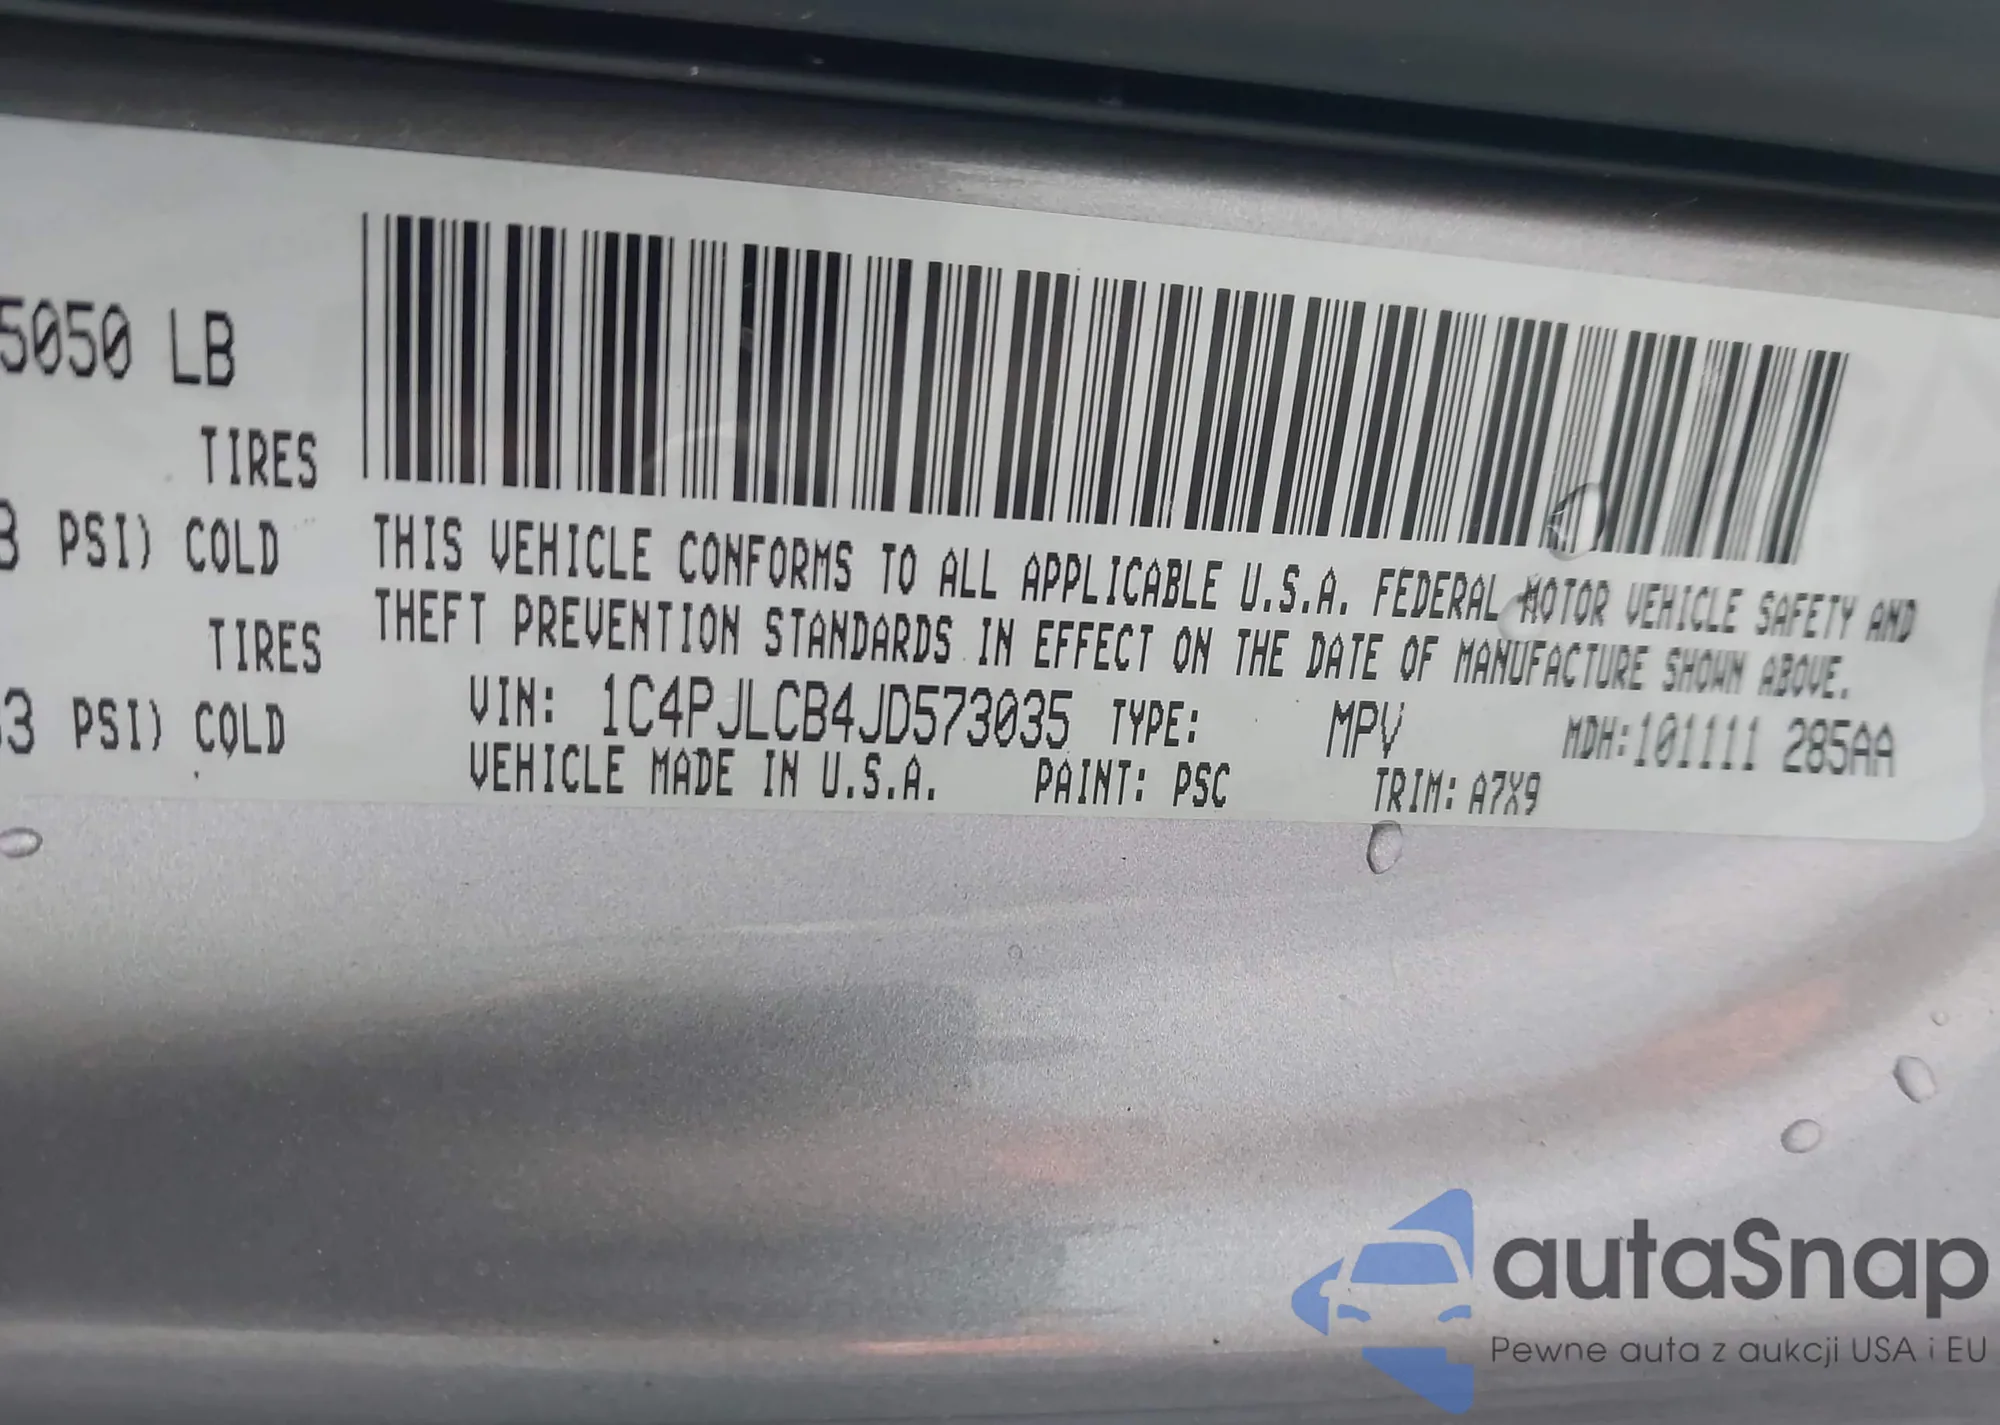 5050 LB
TIRES
3 PSI) COLD
TIRES
33 PSI) COLD
THIS VEHICLE CONFORMS TO ALL APPLICABLE U.S.A. FEDERAL MOTOR VEHICLE SAFETY AND
THEFT PREVENTION STANDARDS IN EFFECT ON THE DATE OF MANUFACTURE SHOWN ABOVE.
VIN: 1C4PJLCB4JD573035 TYPE: MPV MDH:101111 285AA
VEHICLE MADE IN U.S.A. PAINT: PSC TRIM: A7X9
autaSnap
Pewne auta z aukcji USA i EU